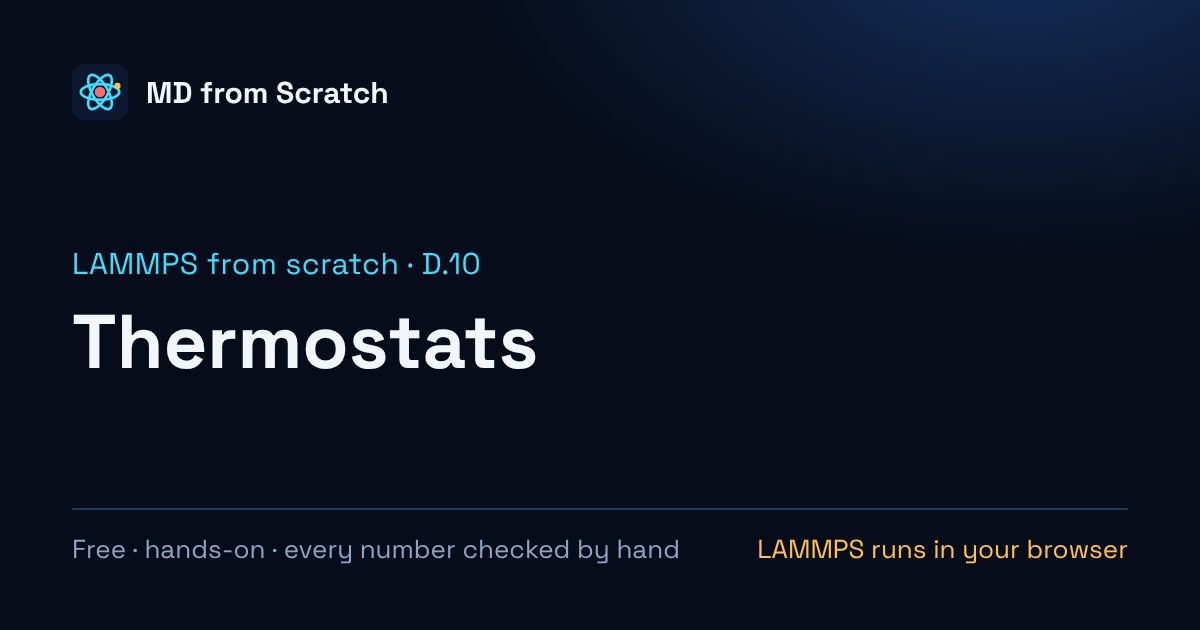 MD from Scratch
LAMMPS from scratch · D.10
Thermostats
Free · hands-on · every number checked by hand
LAMMPS runs in your browser